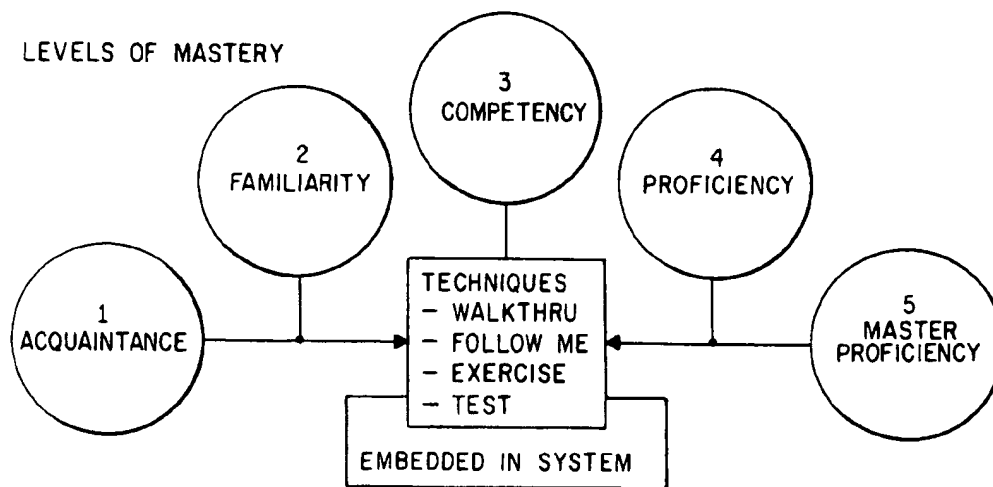 LEVELS OF MASTERY
1
ACQUAINTANCE
2
FAMILIARITY
3
COMPETENCY
4
PROFICIENCY
5
MASTER
PROFICIENCY
TECHNIQUES
– WALKTHRU
– FOLLOW ME
– EXERCISE
– TEST
EMBEDDED IN SYSTEM